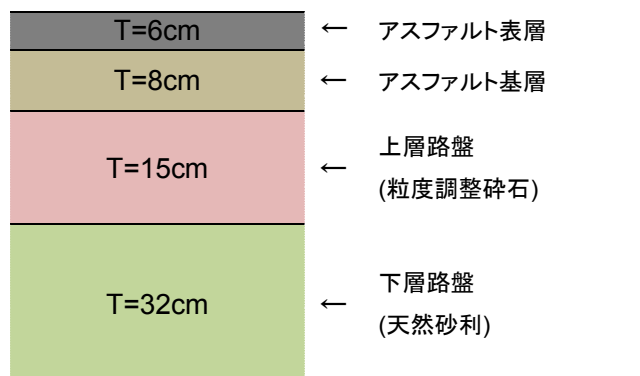 T=6cm ← アスファルト表層
T=8cm ← アスファルト基層
T=15cm ← 上層路盤
(粒度調整砕石)
T=32cm ← 下層路盤
(天然砂利)